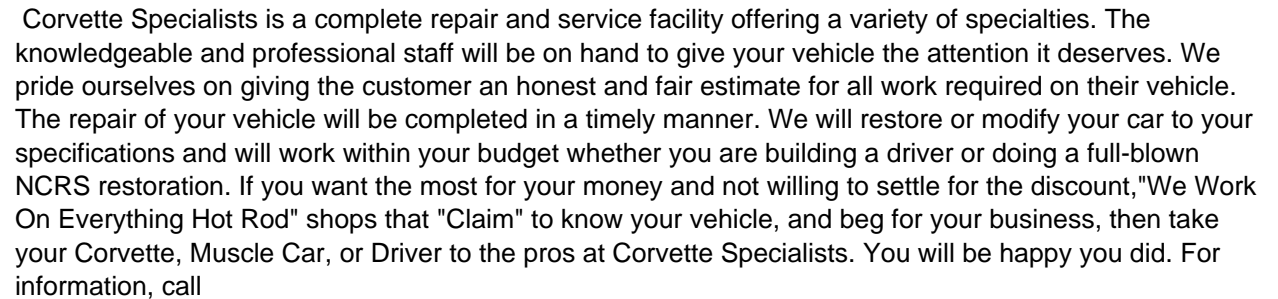 Corvette Specialists is a complete repair and service facility offering a variety of specialties. The
knowledgeable and professional staff will be on hand to give your vehicle the attention it deserves. We
pride ourselves on giving the customer an honest and fair estimate for all work required on their vehicle.
The repair of your vehicle will be completed in a timely manner. We will restore or modify your car to your
specifications and will work within your budget whether you are building a driver or doing a full-blown
NCRS restoration. If you want the most for your money and not willing to settle for the discount,"We Work
On Everything Hot Rod" shops that "Claim" to know your vehicle, and beg for your business, then take
your Corvette, Muscle Car, or Driver to the pros at Corvette Specialists. You will be happy you did. For
information, call